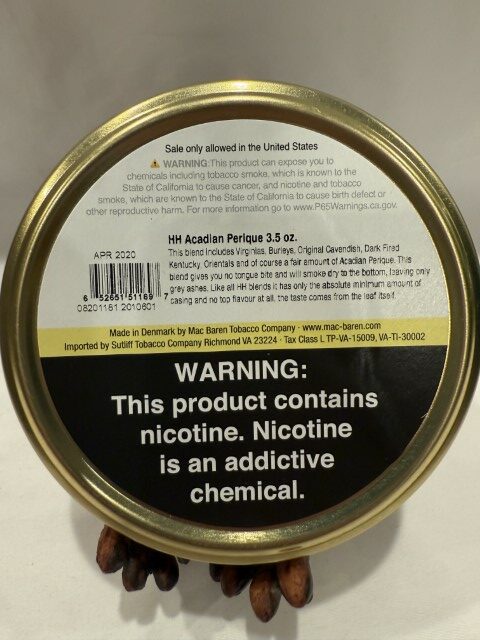 Sale only allowed in the United States
⚠ WARNING: This product can expose you to
chemicals including tobacco smoke, which is known to the
State of California to cause cancer, and nicotine and tobacco
smoke, which are known to the State of California to cause birth defect or
other reproductive harm. For more information go to www.P65Warnings.ca.gov.
HH Acadian Perique 3.5 oz.
This blend includes Virginias, Burleys, Original Cavendish, Dark Fired
Kentucky, Orientals and of course a fair amount of Acadian Perique. This
blend gives you no tongue bite and will smoke dry to the bottom, leaving only
grey ashes. Like all HH blends it has only the absolute minimum amount of
casing and no top flavour at all, the taste comes from the leaf itself.
APR 2020
6 52651 51169 7
08201181 2010601
Made in Denmark by Mac Baren Tobacco Company · www.mac-baren.com
Imported by Sutliff Tobacco Company Richmond VA 23224 · Tax Class L TP-VA-15009, VA-TI-30002
WARNING:
This product contains
nicotine. Nicotine
is an addictive
chemical.